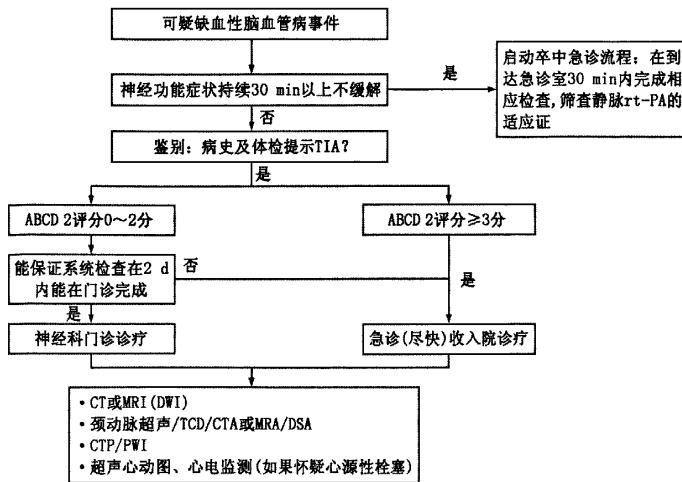 可疑缺血性脑血管病事件
神经功能症状持续30 min以上不缓解
是
启动卒中急诊流程：在到
达急诊室30 min内完成相
应检查,筛查静脉rt-PA的
适应证
否
鉴别：病史及体检提示TIA?
是
ABCD 2评分0～2分
ABCD 2评分≥3分
能保证系统检查在2 d
内能在门诊完成
否
是
是
神经科门诊诊疗
急诊(尽快)收入院诊疗
·CT或MRI(DWI)
·颈动脉超声/TCD/CTA或MRA/DSA
·CTP/PWI
·超声心动图、心电监测(如果怀疑心源性栓塞)